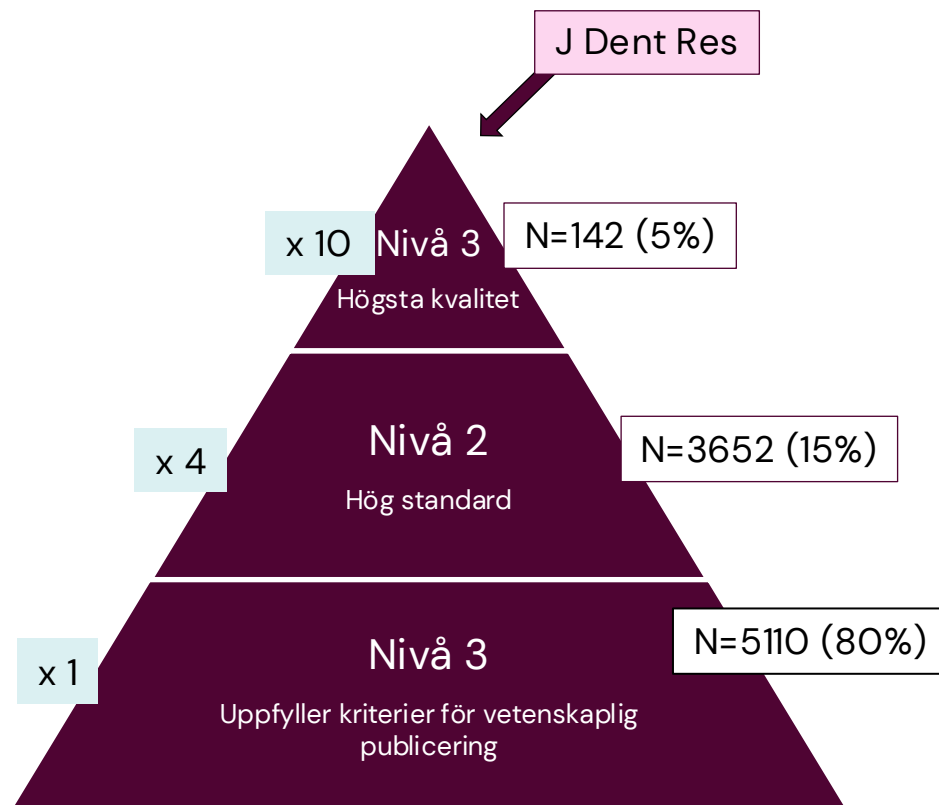 J Dent Res
x 10
Nivå 3
N=142 (5%)
Högsta kvalitet
x 4
Nivå 2
N=3652 (15%)
Hög standard
x 1
Nivå 3
N=5110 (80%)
Uppfyller kriterier för vetenskaplig
publicering